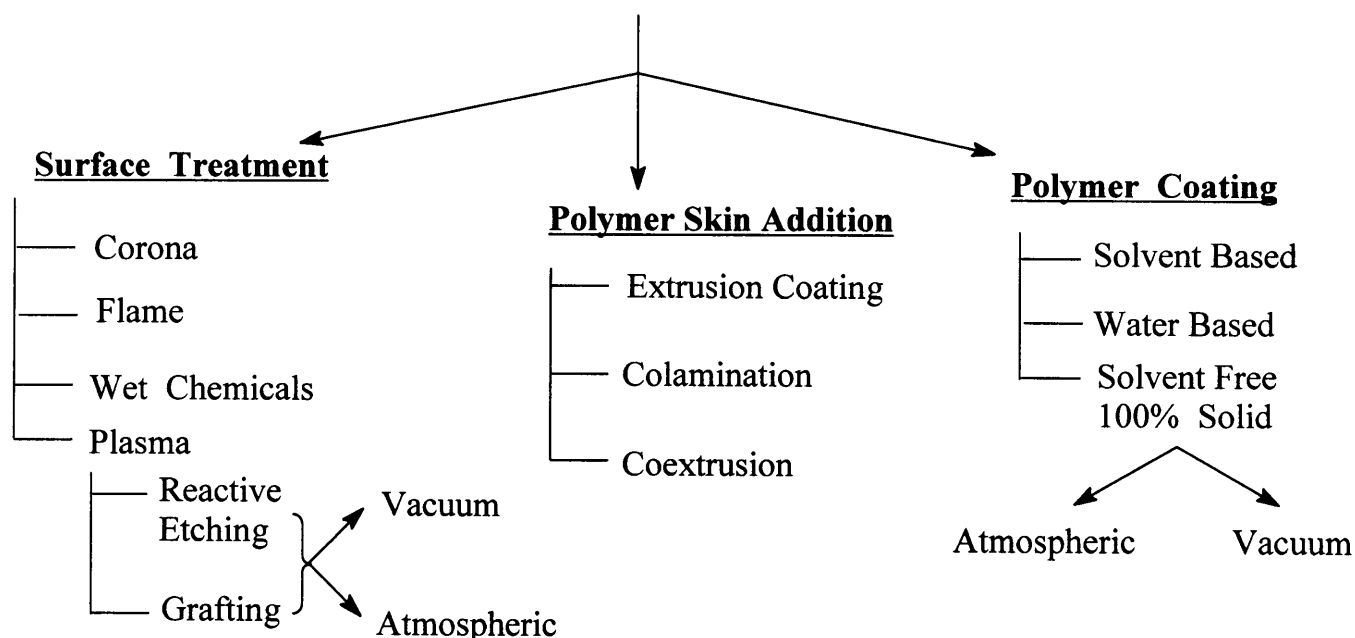 Surface Treatment
Corona
Flame
Wet Chemicals
Plasma
Reactive
Etching
Grafting
Vacuum
Atmospheric
Polymer Skin Addition
Extrusion Coating
Colamination
Coextrusion
Polymer Coating
Solvent Based
Water Based
Solvent Free
100% Solid
Atmospheric
Vacuum